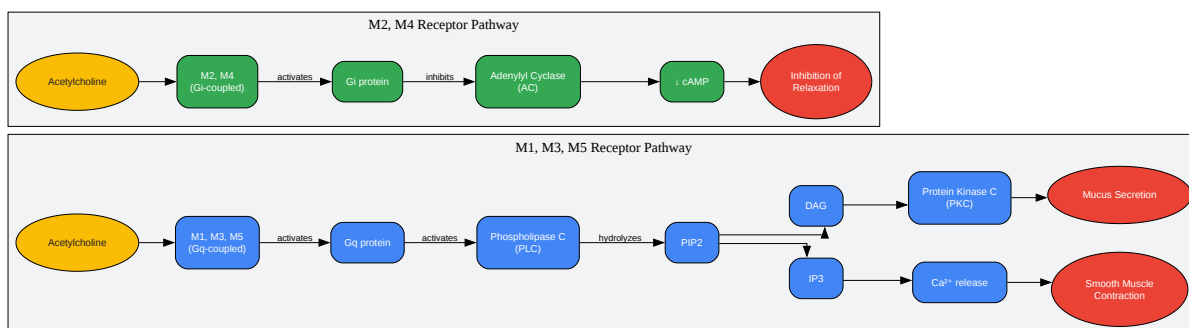 M2, M4 Receptor Pathway
Acetylcholine
M2, M4
(Gi-coupled)
activates
Gi protein
inhibits
Adenylyl Cyclase
(AC)
↓ cAMP
Inhibition of
Relaxation
M1, M3, M5 Receptor Pathway
Acetylcholine
M1, M3, M5
(Gq-coupled)
activates
Gq protein
activates
Phospholipase C
(PLC)
hydrolyzes
PIP2
DAG
Protein Kinase C
(PKC)
Mucus Secretion
IP3
Ca²⁺ release
Smooth Muscle
Contraction